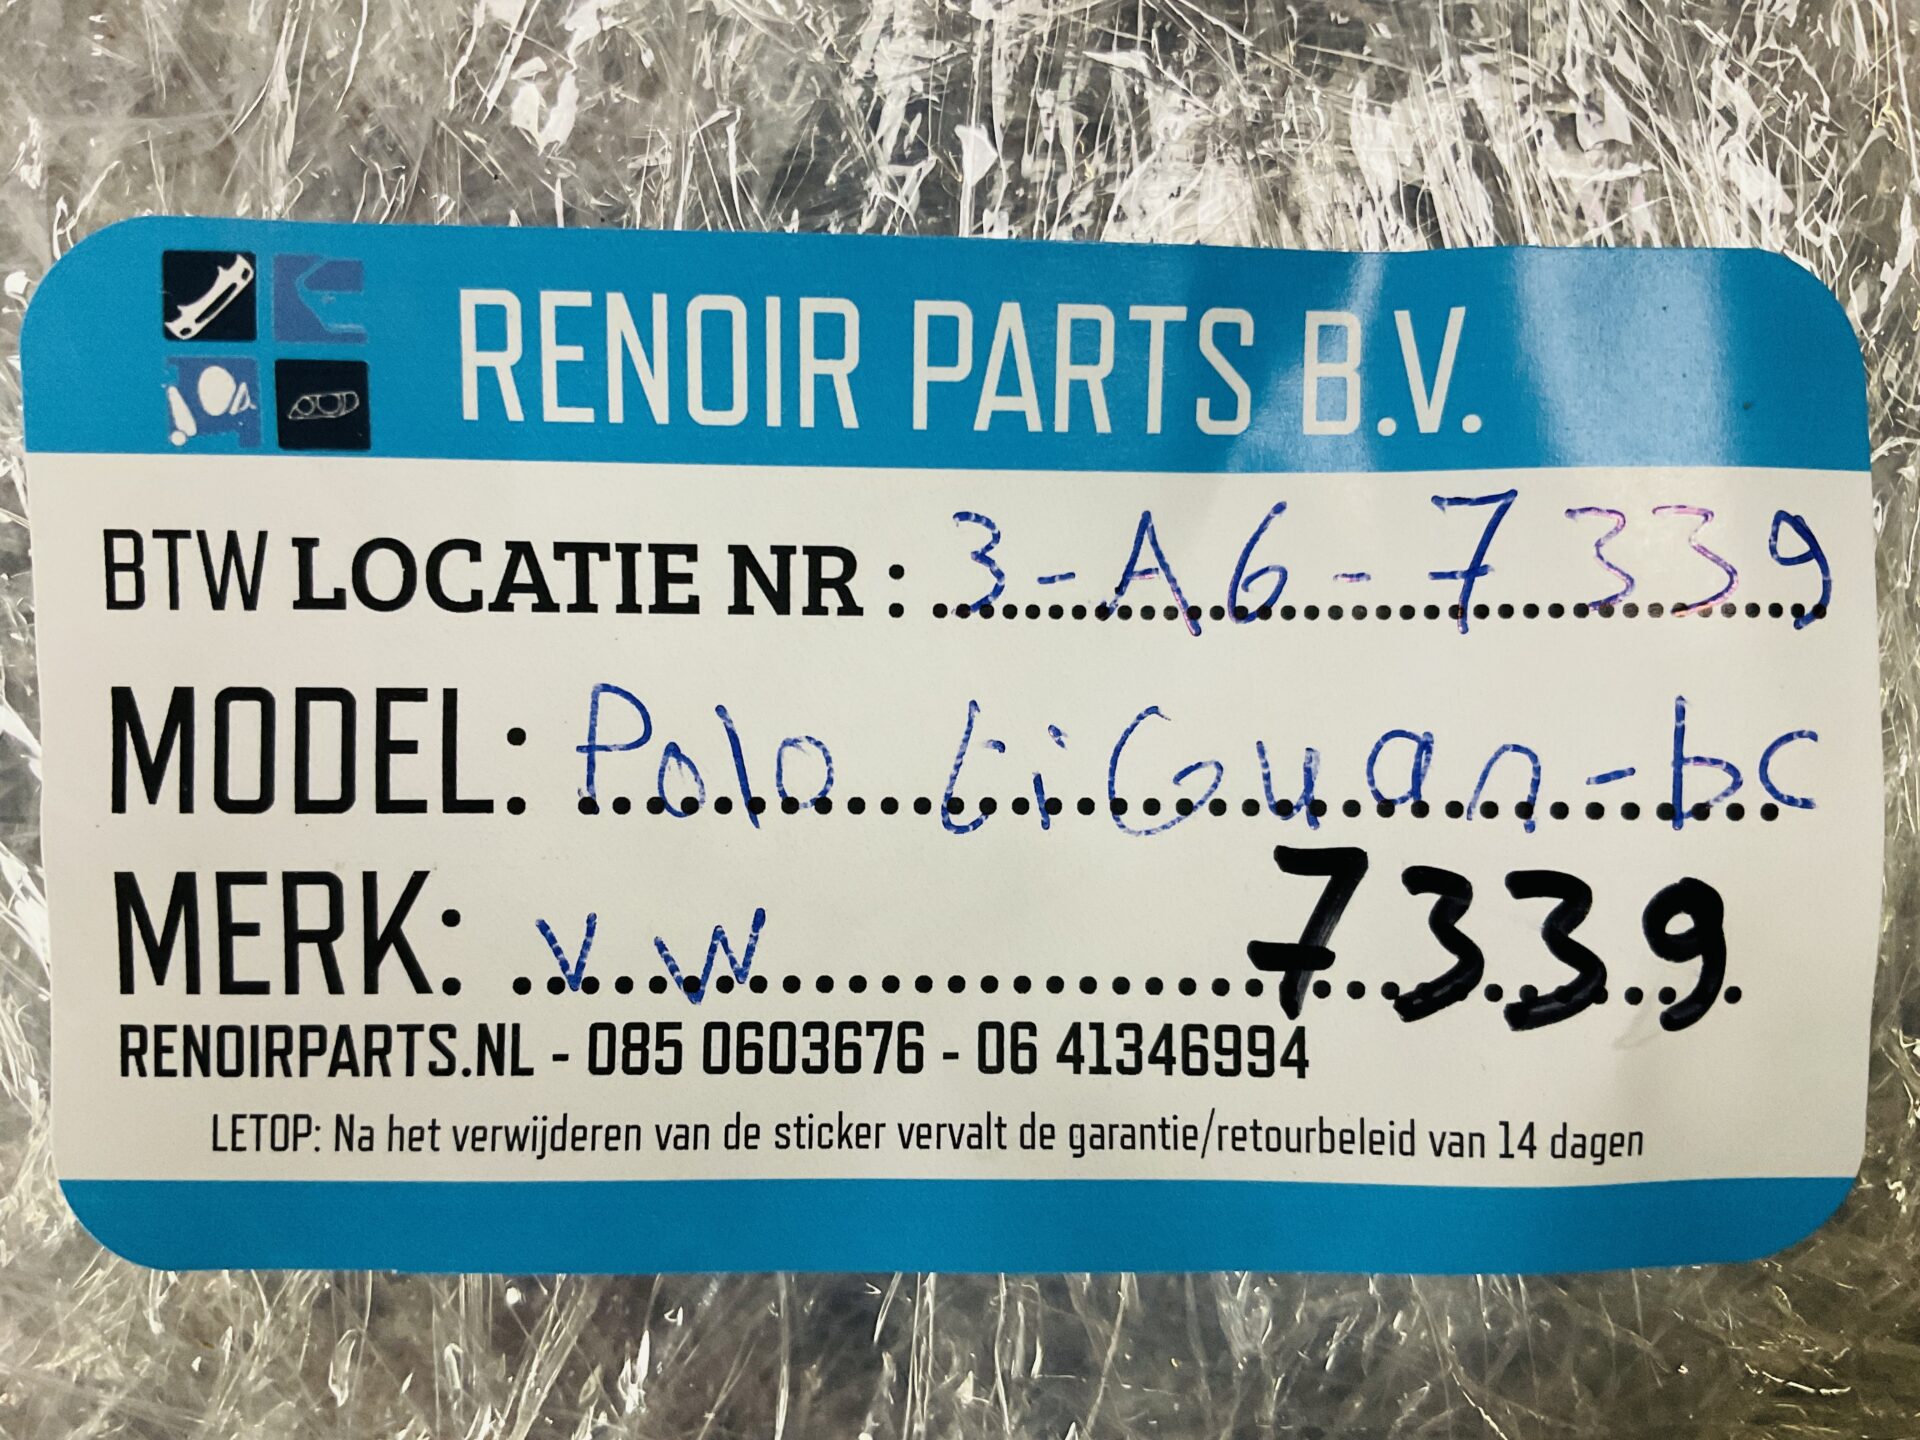 RENOIR PARTS B.V.
BTW LOCATIE NR : 3-A6-7339
MODEL: Polo tiGuan-bc
MERK: VW 7339
RENOIRPARTS.NL - 085 0603676 - 06 41346994
LETOP: Na het verwijderen van de sticker vervalt de garantie/retourbeleid van 14 dagen